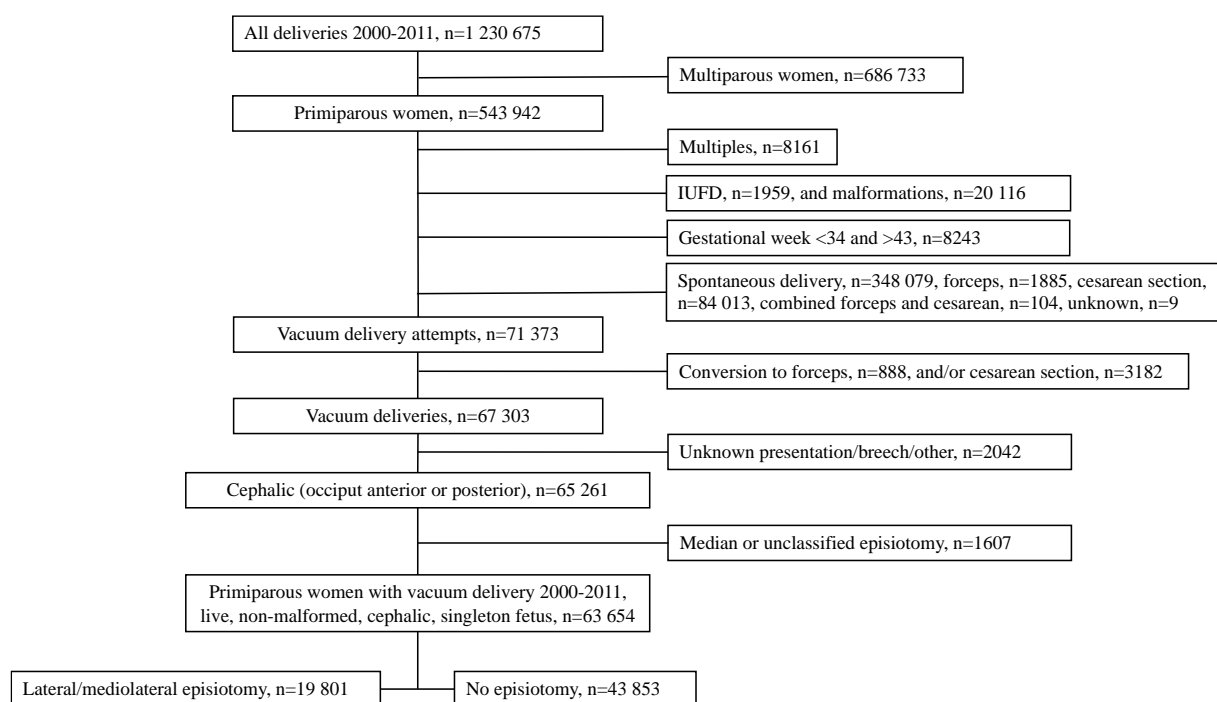 All deliveries 2000-2011, n=1 230 675
Multiparous women, n=686 733
Primiparous women, n=543 942
Multiples, n=8161
IUFD, n=1959, and malformations, n=20 116
Gestational week <34 and >43, n=8243
Spontaneous delivery, n=348 079, forceps, n=1885, cesarean section,
n=84 013, combined forceps and cesarean, n=104, unknown, n=9
Vacuum delivery attempts, n=71 373
Conversion to forceps, n=888, and/or cesarean section, n=3182
Vacuum deliveries, n=67 303
Unknown presentation/breech/other, n=2042
Cephalic (occiput anterior or posterior), n=65 261
Median or unclassified episiotomy, n=1607
Primiparous women with vacuum delivery 2000-2011,
live, non-malformed, cephalic, singleton fetus, n=63 654
Lateral/mediolateral episiotomy, n=19 801
No episiotomy, n=43 853